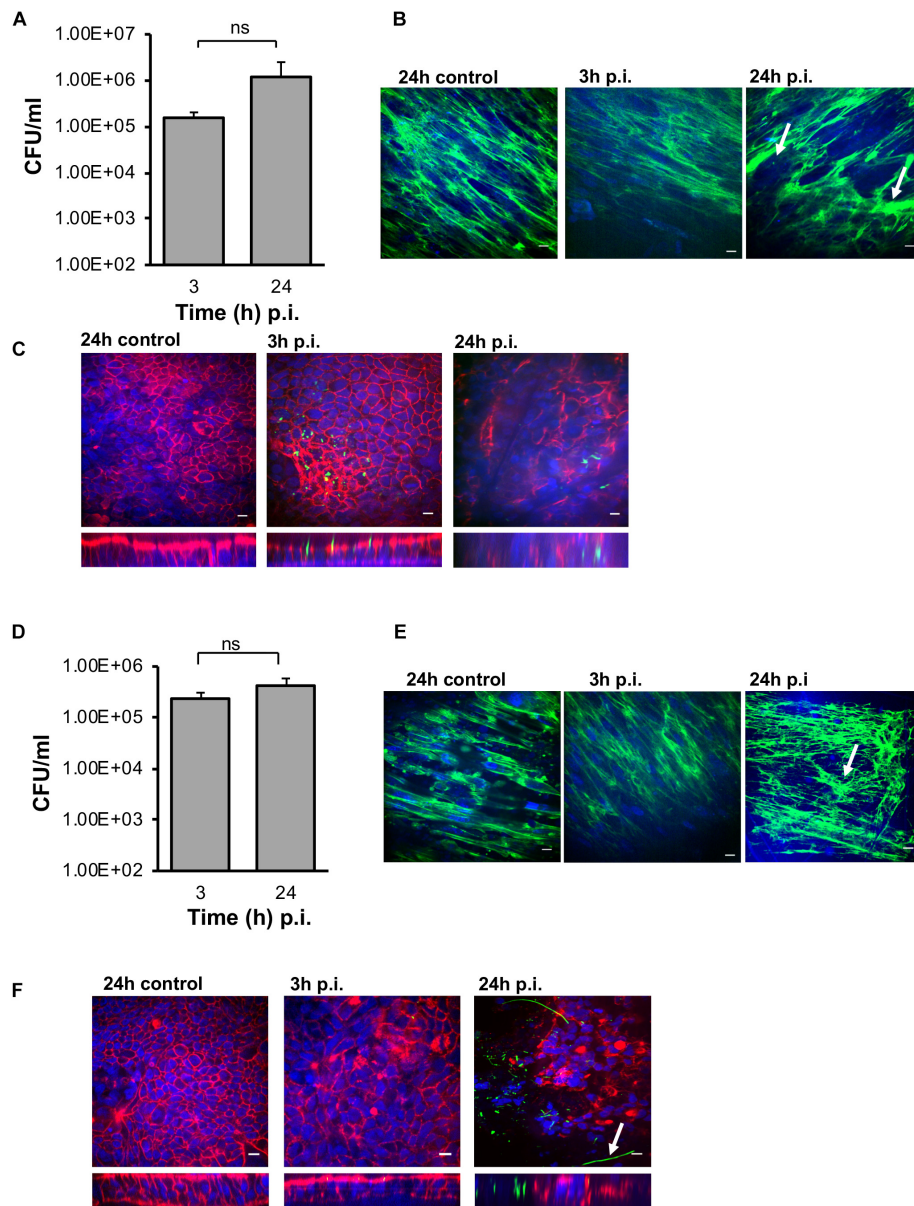 A
1.00E+07
1.00E+06
1.00E+05
1.00E+04
1.00E+03
1.00E+02
CFU/ml
ns
3
24
Time (h) p.i.
B
24h control
3h p.i.
24h p.i.
C
24h control
3h p.i.
24h p.i.
D
1.00E+06
1.00E+05
1.00E+04
1.00E+03
1.00E+02
CFU/ml
ns
3
24
Time (h) p.i.
E
24h control
3h p.i.
24h p.i
F
24h control
3h p.i.
24h p.i.